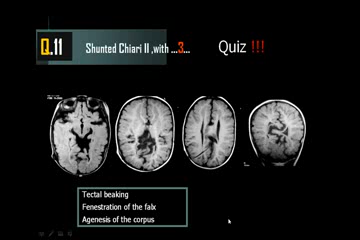 Q.11
Shunted Chiari II ,with ...3...
Quiz !!!
Tectal beaking
Fenestration of the falx
Agenesis of the corpus